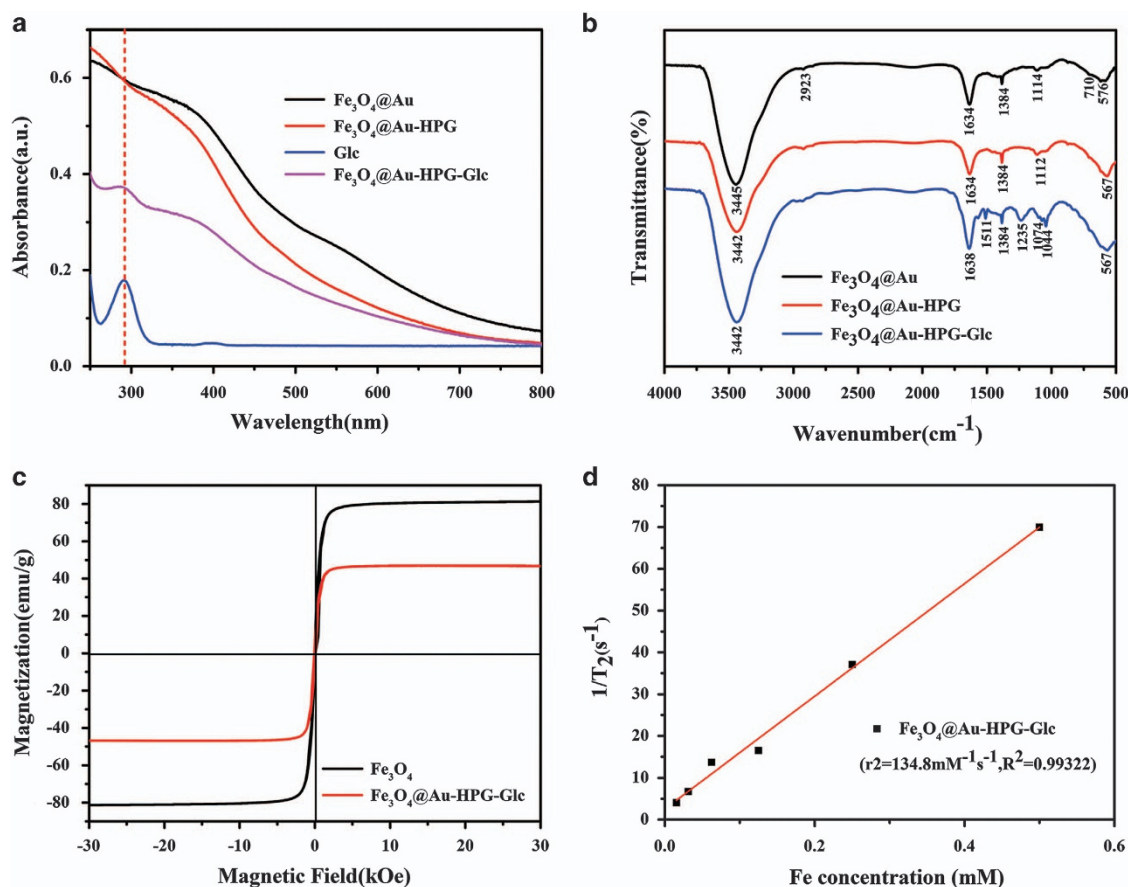 a
Absorbance(a.u.)
0.6
0.4
0.2
0.0
300 400 500 600 700 800
Wavelength(nm)
Fe₃O₄@Au
Fe₃O₄@Au-HPG
Glc
Fe₃O₄@Au-HPG-Glc
b
Transmittance(%)
2923
3445
1634
1384
1114
710
576
3442
1634
1384
1112
567
3442
1638
1511
1384
1235
1074
1044
567
Fe₃O₄@Au
Fe₃O₄@Au-HPG
Fe₃O₄@Au-HPG-Glc
4000 3500 3000 2500 2000 1500 1000 500
Wavenumber(cm⁻¹)
c
Magnetization(emu/g)
80
60
40
20
0
-20
-40
-60
-80
Fe₃O₄
Fe₃O₄@Au-HPG-Glc
-30 -20 -10 0 10 20 30
Magnetic Field(kOe)
d
1/T₂(s⁻¹)
80
70
60
50
40
30
20
10
0
Fe₃O₄@Au-HPG-Glc
(r2=134.8mM⁻¹s⁻¹,R²=0.99322)
0.0 0.2 0.4 0.6
Fe concentration (mM)